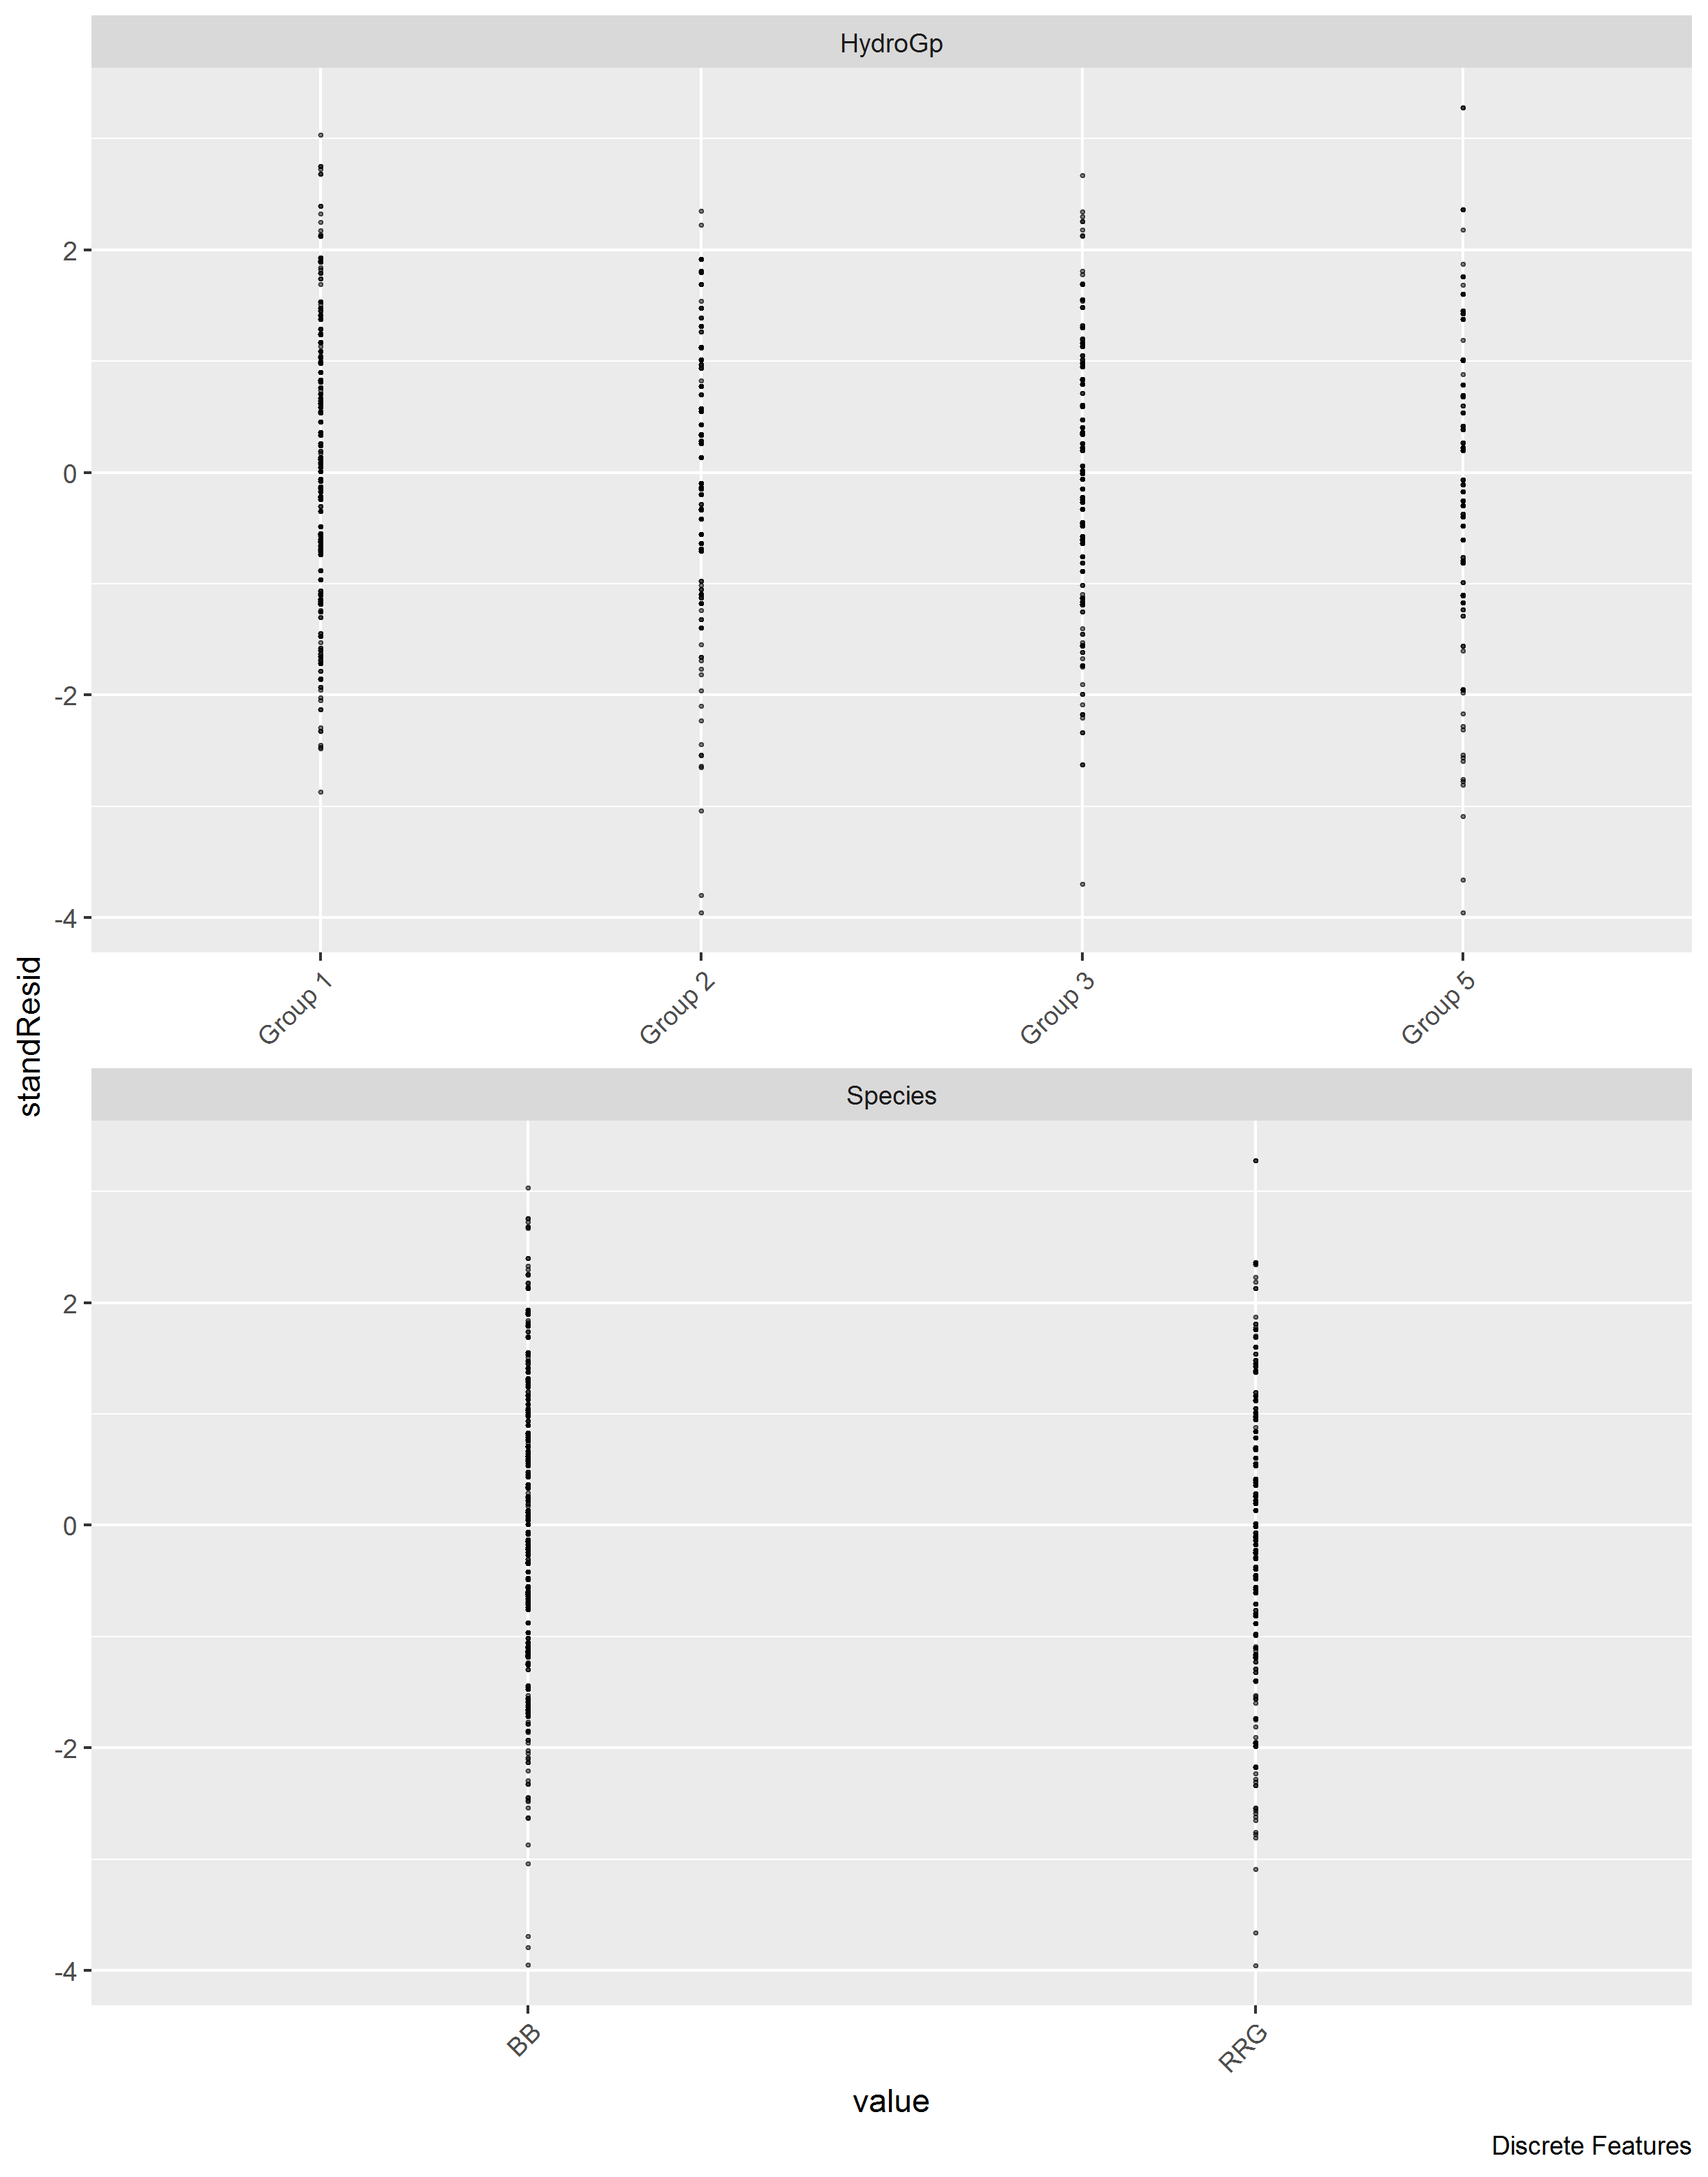 HydroGp
2
0
-2
-4
Group 1
Group 2
Group 3
Group 5
standResid
Species
2
0
-2
-4
BB
RRG
value
Discrete Features